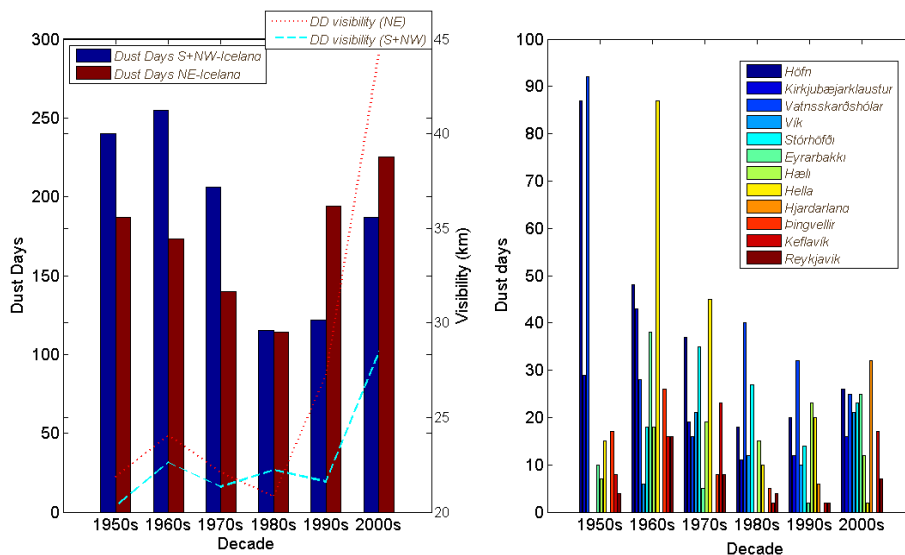 DD visibility (NE)
DD visibility (S+NW)
Dust Days S+NW-Iceland
Dust Days NE-Iceland
300
250
200
150
100
50
0
Dust Days
45
40
35
30
25
20
Visibility (km)
1950s 1960s 1970s 1980s 1990s 2000s
Decade
100
90
80
70
60
50
40
30
20
10
0
Dust days
Höfn
Kirkjubæjarklaustur
Vatnsskarðshólar
Vík
Stórhöfði
Eyrarbakki
Hæli
Hella
Hjardarland
Þingvellir
Keflavík
Reykjavik
1950s 1960s 1970s 1980s 1990s 2000s
Decade